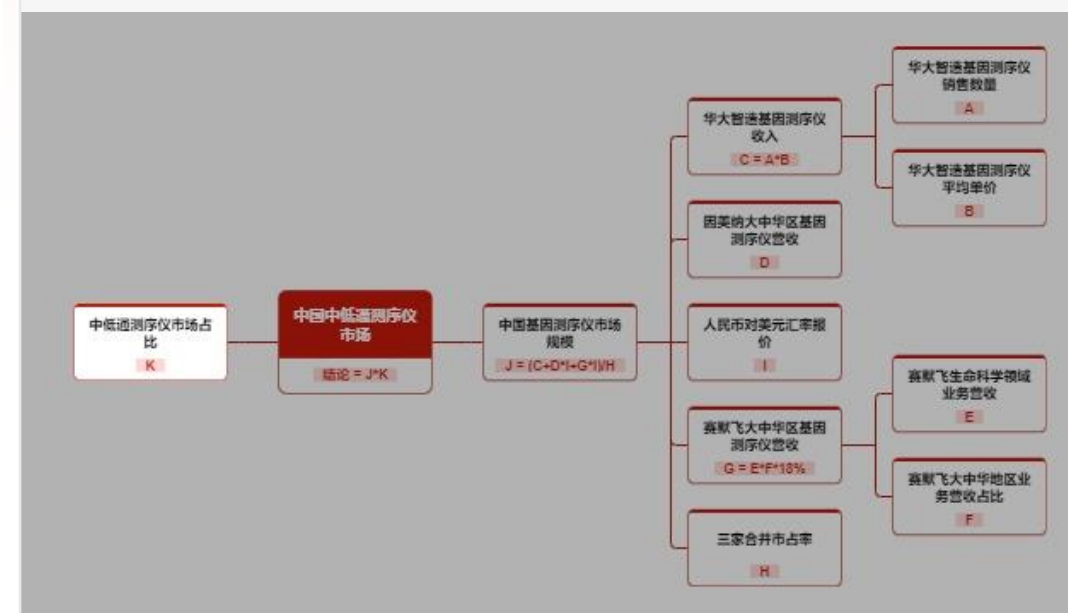 华大智造基因测序仪
销售数量
A
华大智造基因测序仪
收入
C = A*B
华大智造基因测序仪
平均单价
B
因美纳大中华区基因
测序仪营收
D
中低通测序仪市场占
比
K
中国中低通测序仪
市场
结论 = J*K
中国基因测序仪市场
规模
J = (C+D*I+G*I)/H
人民币对美元汇率报
价
I
赛默飞生命科学领域
业务营收
E
赛默飞大中华区基因
测序仪营收
G = E*F*18%
赛默飞大中华地区业
务营收占比
F
三家合并市占率
H